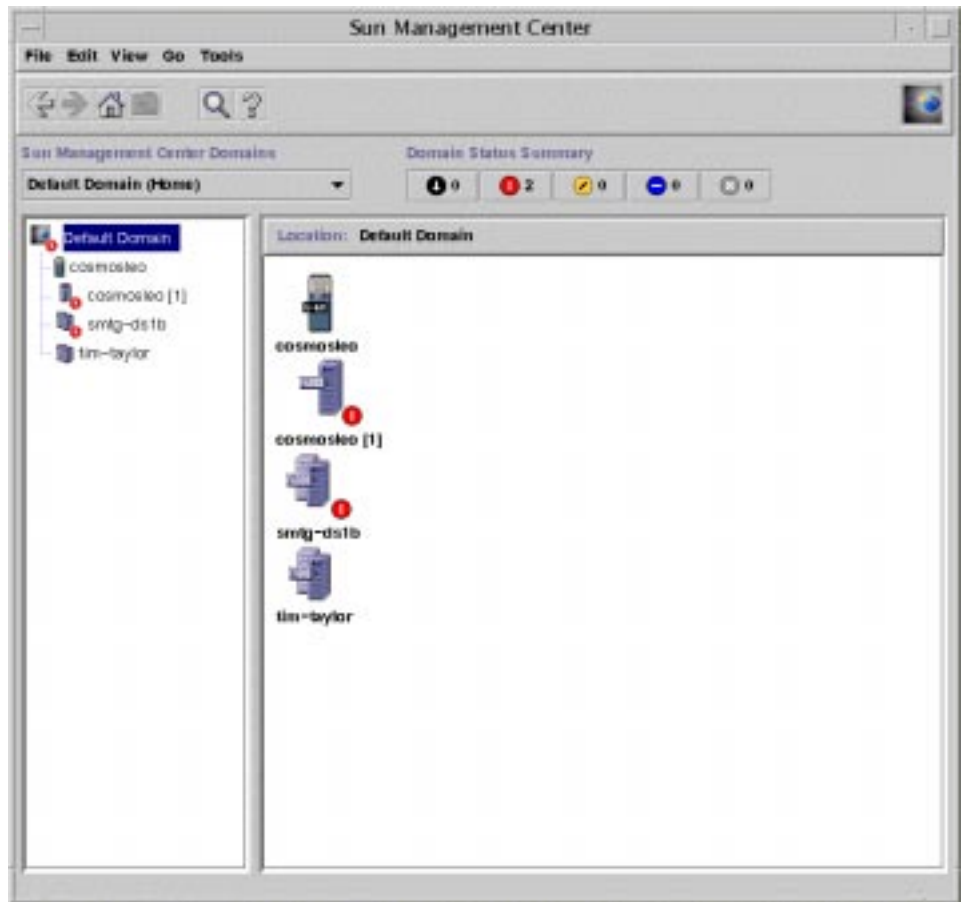 Sun Management Center
File Edit View Go Tools
Sun Management Center Domains
Domain Status Summary
Default Domain (Home)
0 2 0 0 0
Default Domain
cosmosleo
cosmosleo [1]
smtg-ds1b
tim-taylor
Location: Default Domain
cosmosleo
cosmosleo [1]
smtg-ds1b
tim-taylor